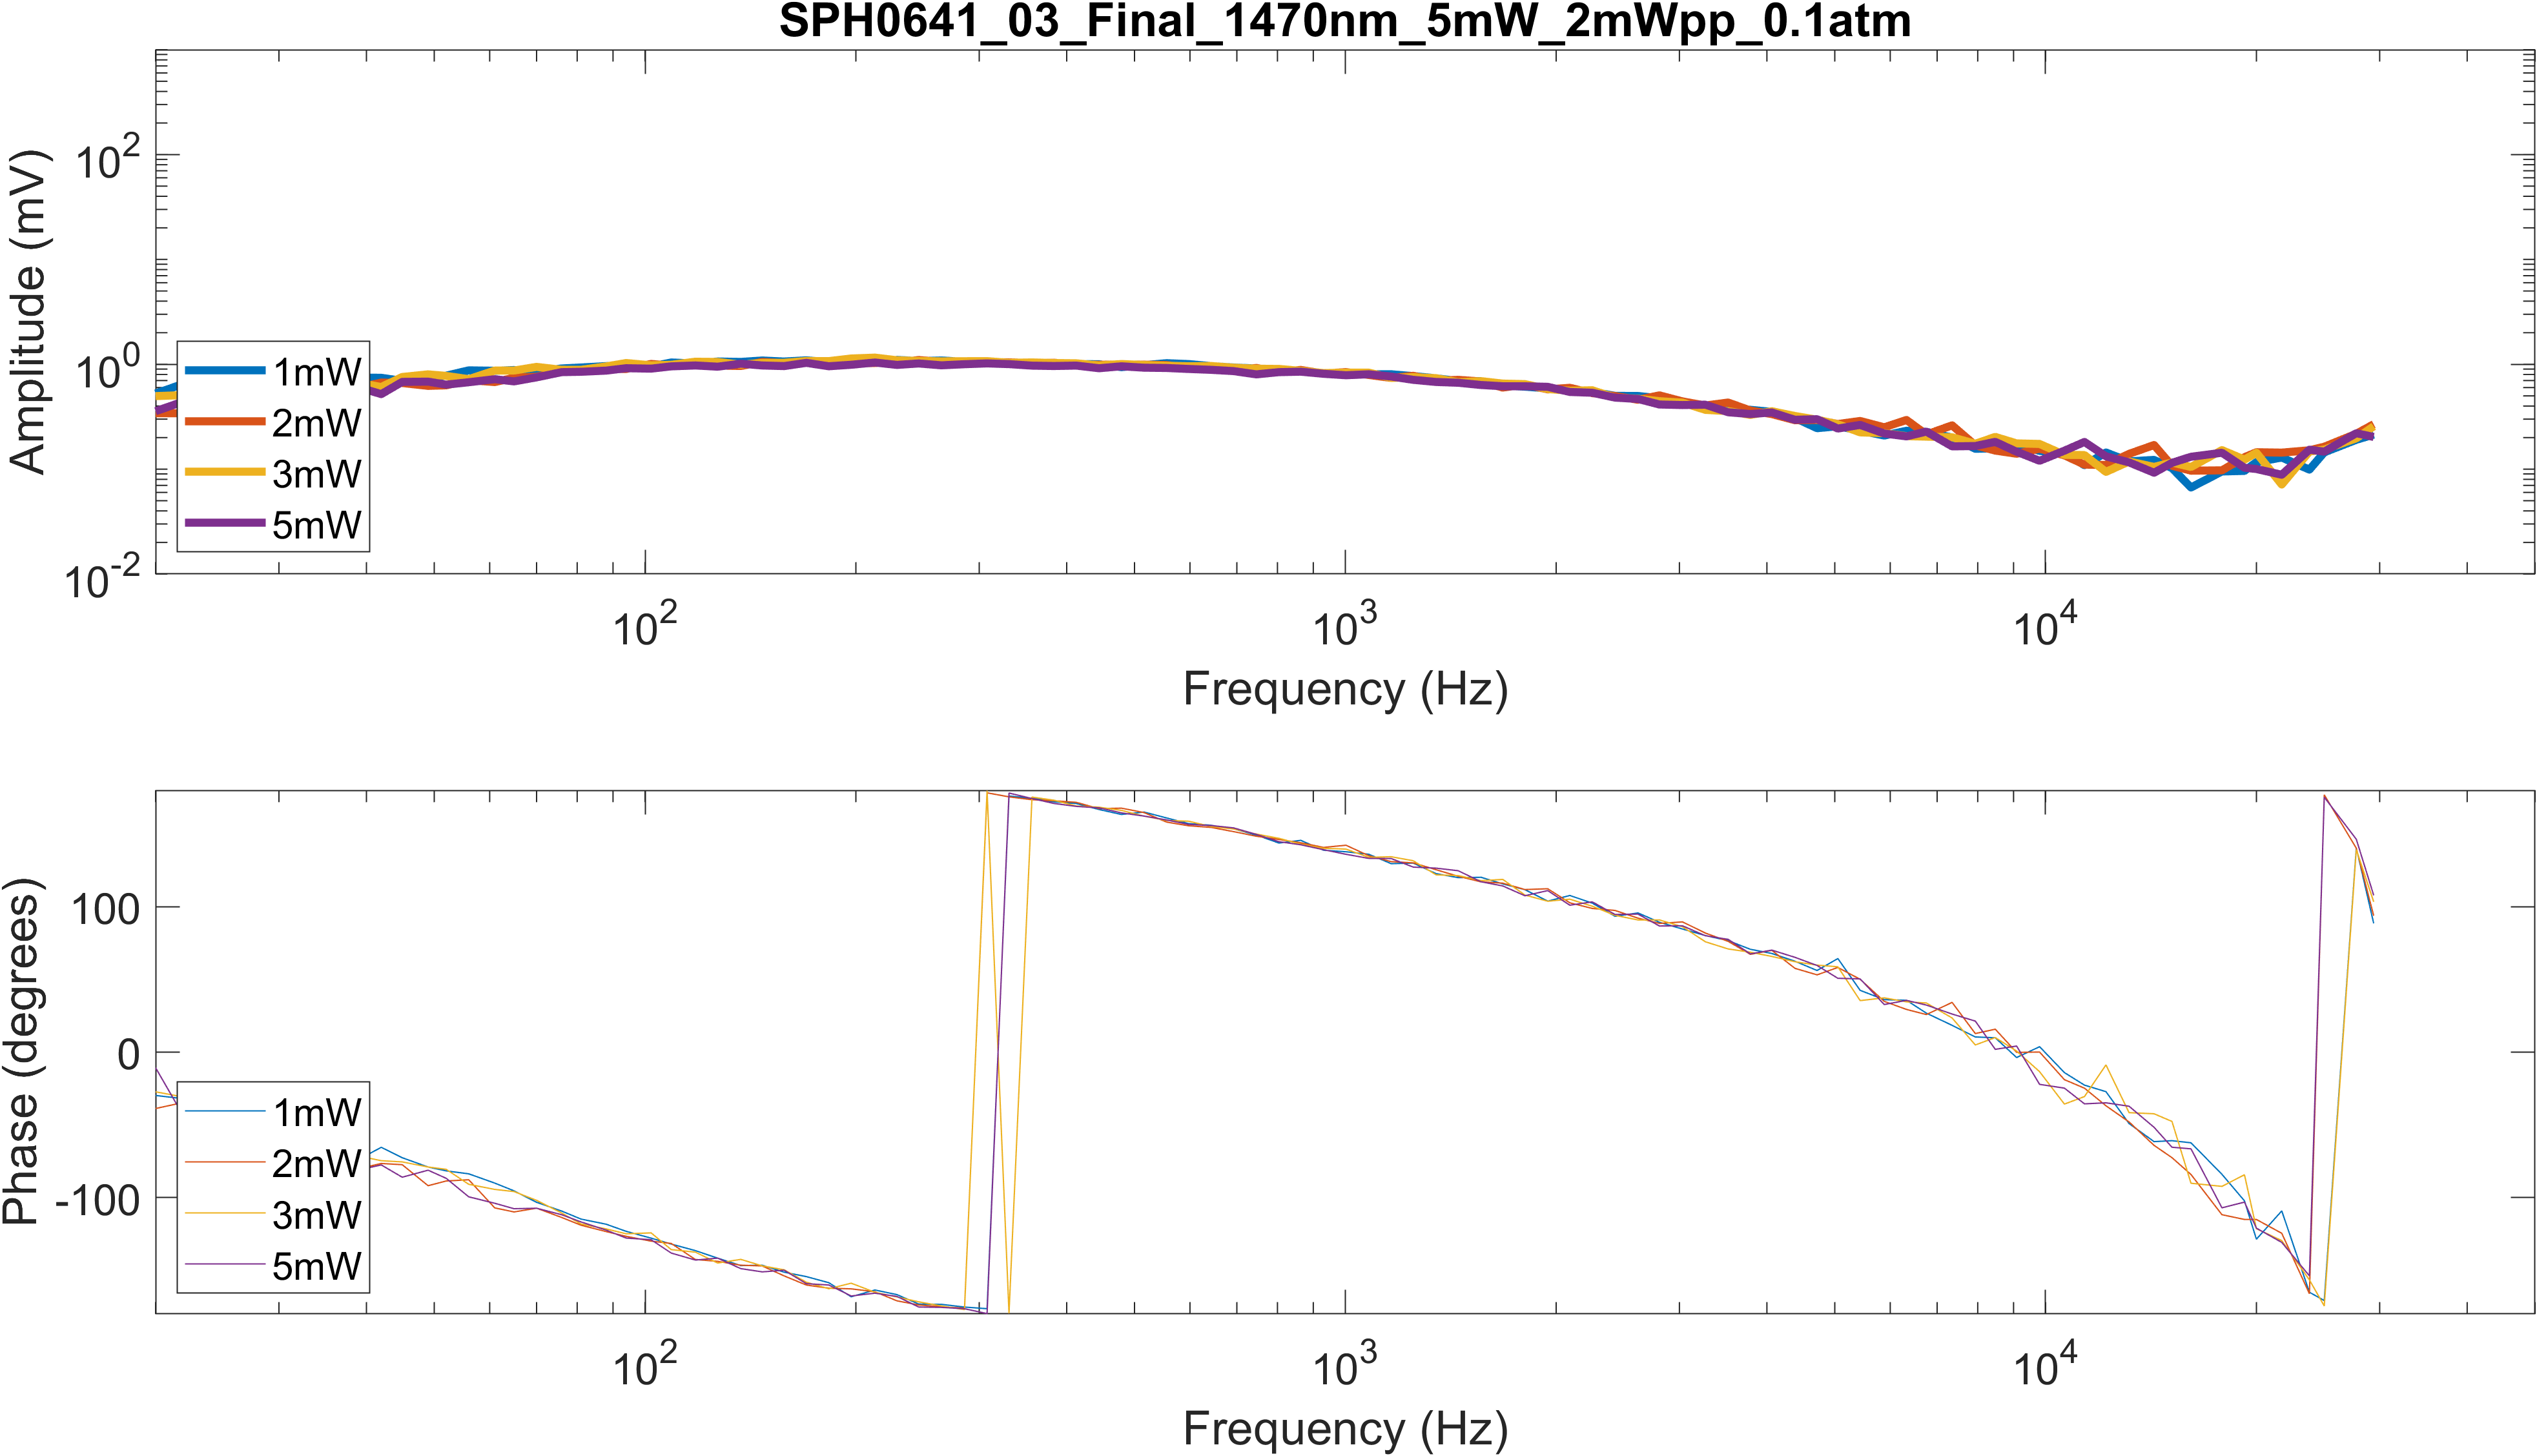 SPH0641_03_Final_1470nm_5mW_2mWpp_0.1atm
Amplitude (mV)
10^2
10^0
10^-2
1mW
2mW
3mW
5mW
10^2 10^3 10^4
Frequency (Hz)
Phase (degrees)
100
0
-100
1mW
2mW
3mW
5mW
10^2 10^3 10^4
Frequency (Hz)